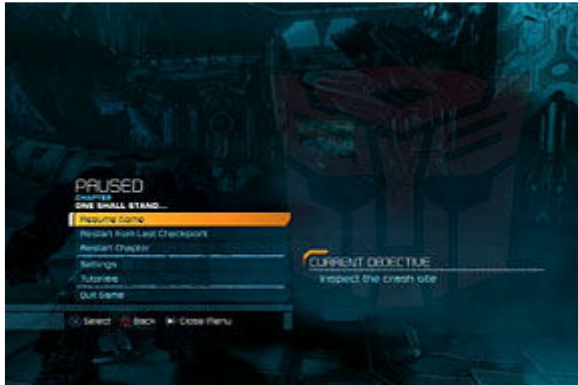 PAUSED
CHAPTER
ONE SHALL STAND...
Resume Game
Restart from Last Checkpoint
Restart Chapter
Settings
Tutorials
Quit Game
Select Back Close Menu
CURRENT OBJECTIVE
Inspect the crash site